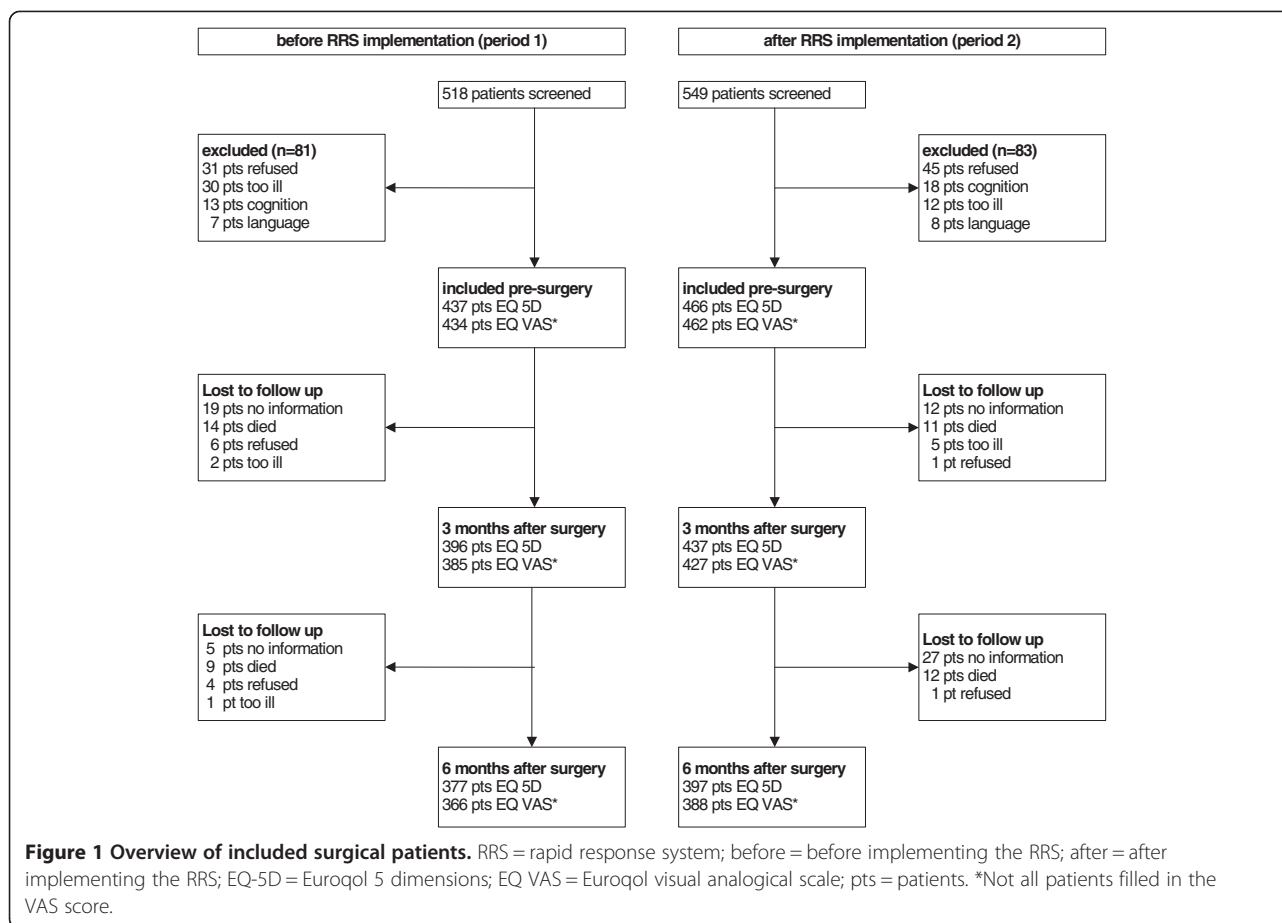 before RRS implementation (period 1)
after RRS implementation (period 2)
518 patients screened
549 patients screened
excluded (n=81)
31 pts refused
30 pts too ill
13 pts cognition
7 pts language
excluded (n=83)
45 pts refused
18 pts cognition
12 pts too ill
8 pts language
included pre-surgery
437 pts EQ 5D
434 pts EQ VAS*
included pre-surgery
466 pts EQ 5D
462 pts EQ VAS*
Lost to follow up
19 pts no information
14 pts died
6 pts refused
2 pts too ill
Lost to follow up
12 pts no information
11 pts died
5 pts too ill
1 pt refused
3 months after surgery
396 pts EQ 5D
385 pts EQ VAS*
3 months after surgery
437 pts EQ 5D
427 pts EQ VAS*
Lost to follow up
5 pts no information
9 pts died
4 pts refused
1 pt too ill
Lost to follow up
27 pts no information
12 pts died
1 pt refused
6 months after surgery
377 pts EQ 5D
366 pts EQ VAS*
6 months after surgery
397 pts EQ 5D
388 pts EQ VAS*
Figure 1 Overview of included surgical patients. RRS = rapid response system; before = before implementing the RRS; after = after
implementing the RRS; EQ-5D = Euroqol 5 dimensions; EQ VAS = Euroqol visual analogical scale; pts = patients. *Not all patients filled in the
VAS score.